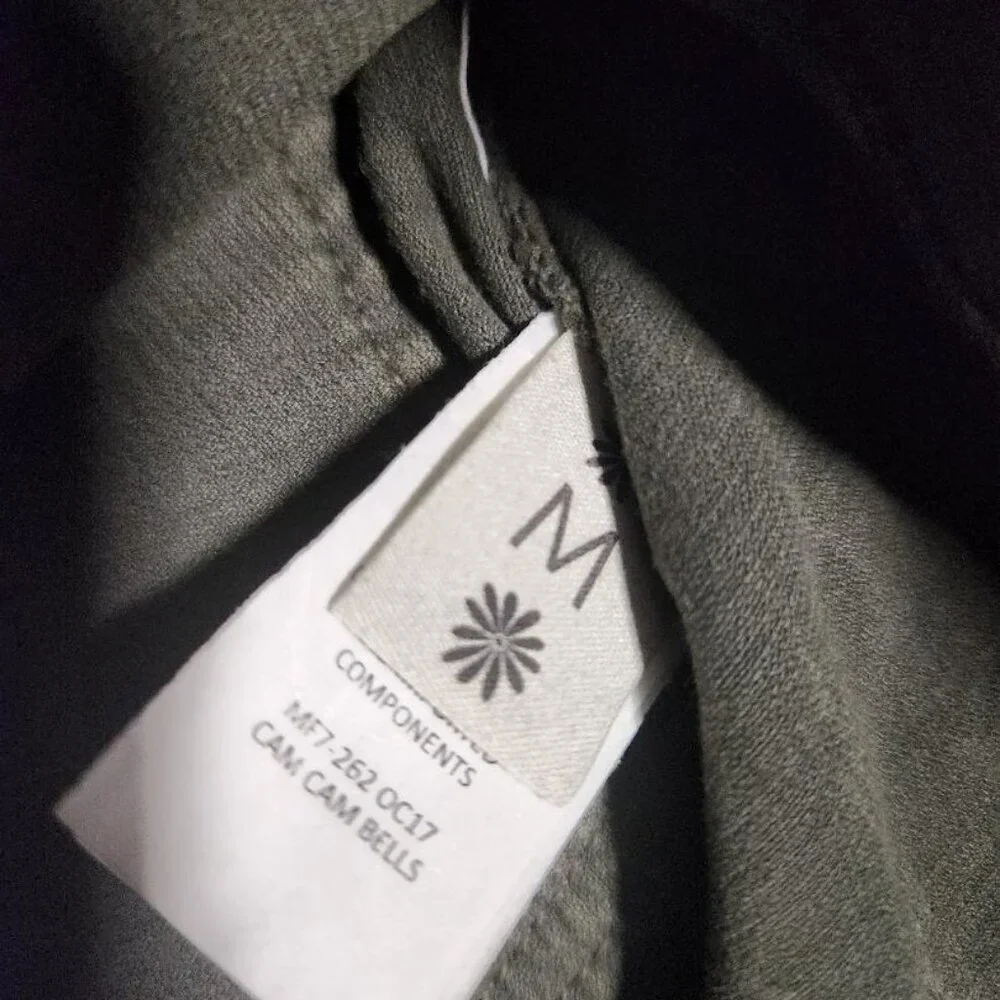 M
COMPONENTS
MF7-262 OC17
CAM CAM BELLS